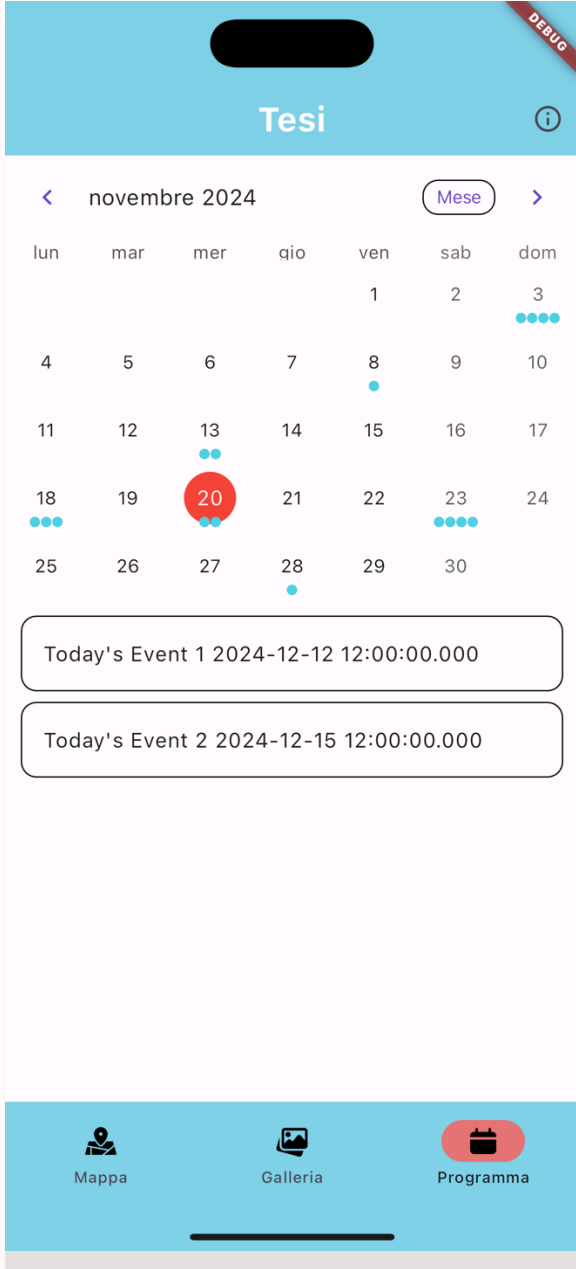 DEBUG
Tesi
novembre 2024 Mese
lun mar mer gio ven sab dom
1 2 3
4 5 6 7 8 9 10
11 12 13 14 15 16 17
18 19 20 21 22 23 24
25 26 27 28 29 30
Today's Event 1 2024-12-12 12:00:00.000
Today's Event 2 2024-12-15 12:00:00.000
Mappa Galleria Programma